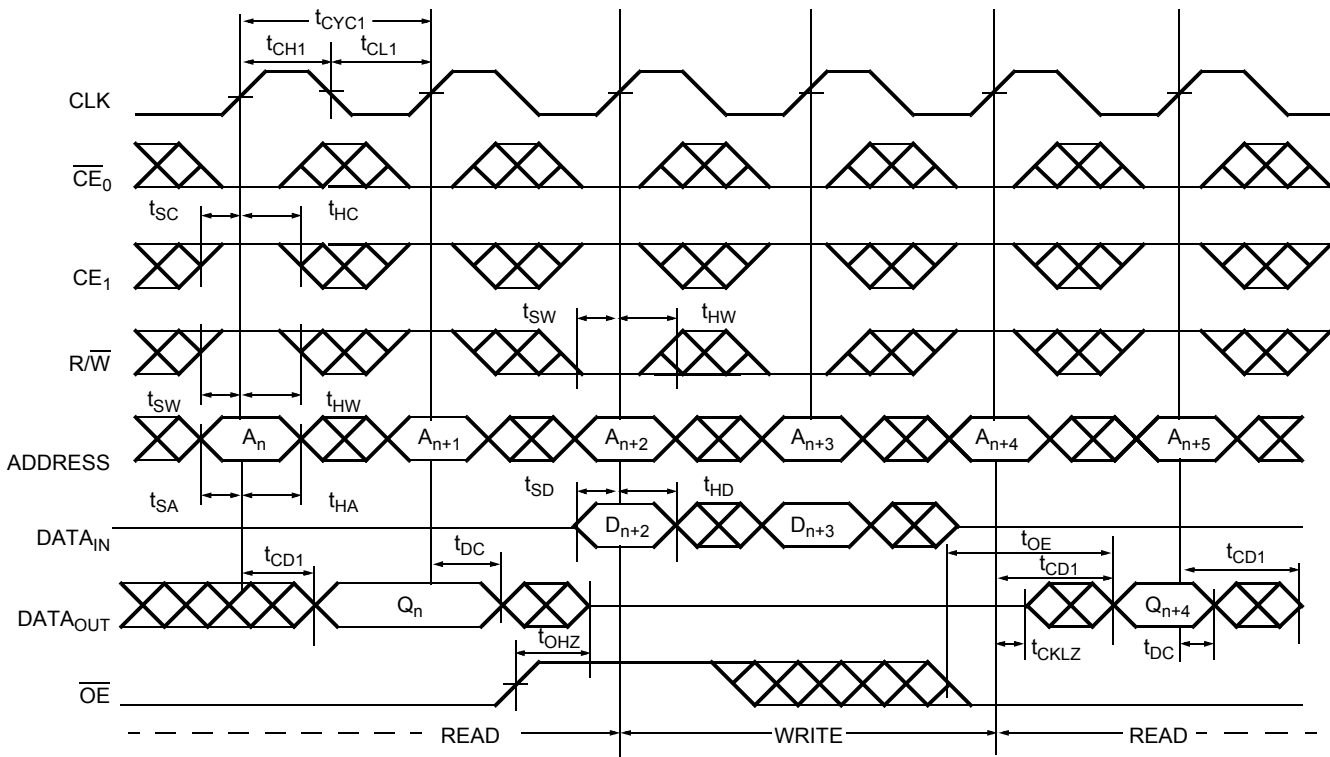 tCYC1
tCH1 tCL1
CLK
CE0
tSC tHC
CE1
tSW tHW
R/W
tSW tHW
An An+1 An+2 An+3 An+4 An+5
ADDRESS
tSA tHA tSD tHD
Dn+2 Dn+3
DATAIN
tOE
tCD1 tDC tCD1 tCD1
Qn Qn+4
DATAOUT
tOHZ tCKLZ tDC
OE
READ WRITE READ